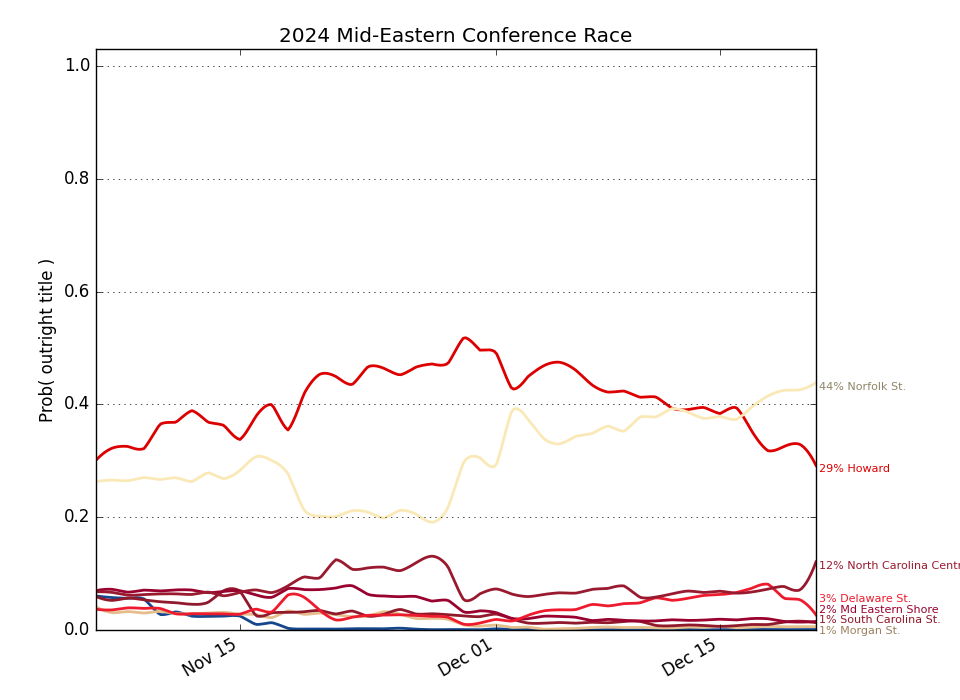 2024 Mid-Eastern Conference Race
1.0
0.8
0.6
0.4
0.2
0.0
Prob( outright title )
Nov 15
Dec 01
Dec 15
44% Norfolk St.
29% Howard
12% North Carolina Centr
3% Delaware St.
2% Md Eastern Shore
1% South Carolina St.
1% Morgan St.